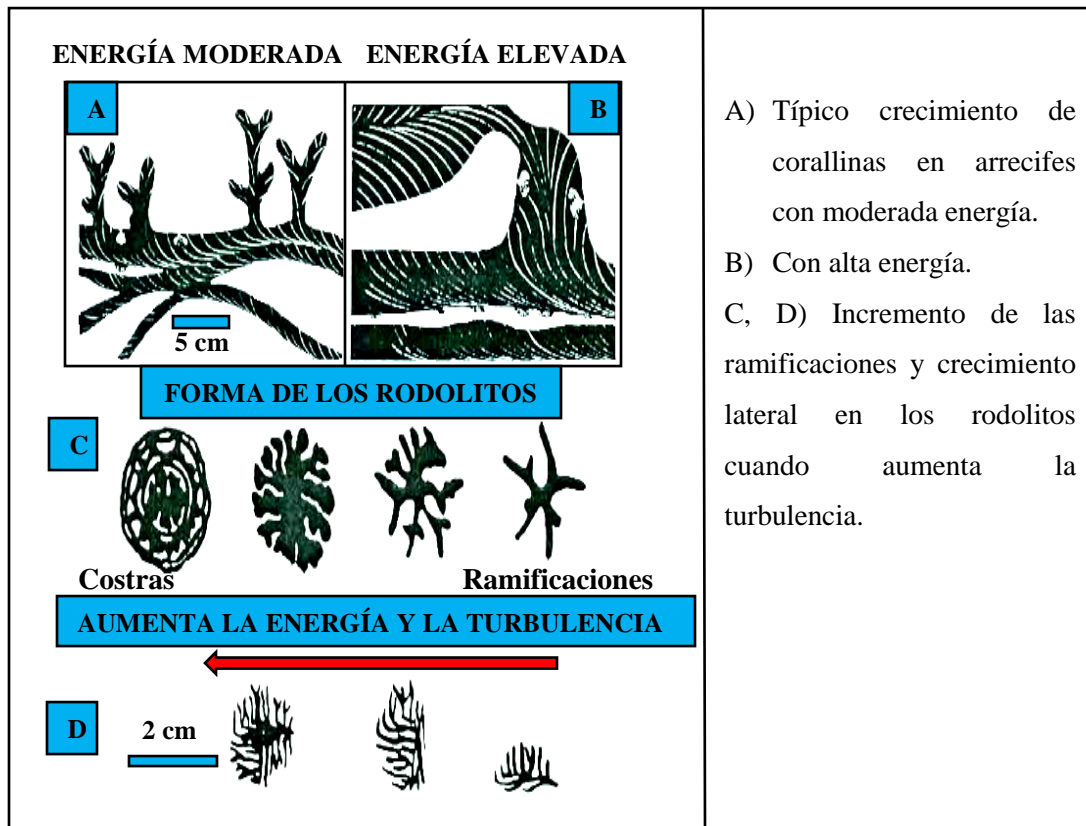 ENERGÍA MODERADA ENERGÍA ELEVADA
A
B
5 cm
FORMA DE LOS RODOLITOS
C
Costras
Ramificaciones
AUMENTA LA ENERGÍA Y LA TURBULENCIA
D
2 cm
A) Típico crecimiento de
corallinas en arrecifes
con moderada energía.
B) Con alta energía.
C, D) Incremento de las
ramificaciones y crecimiento
lateral en los rodolitos
cuando aumenta la
turbulencia.